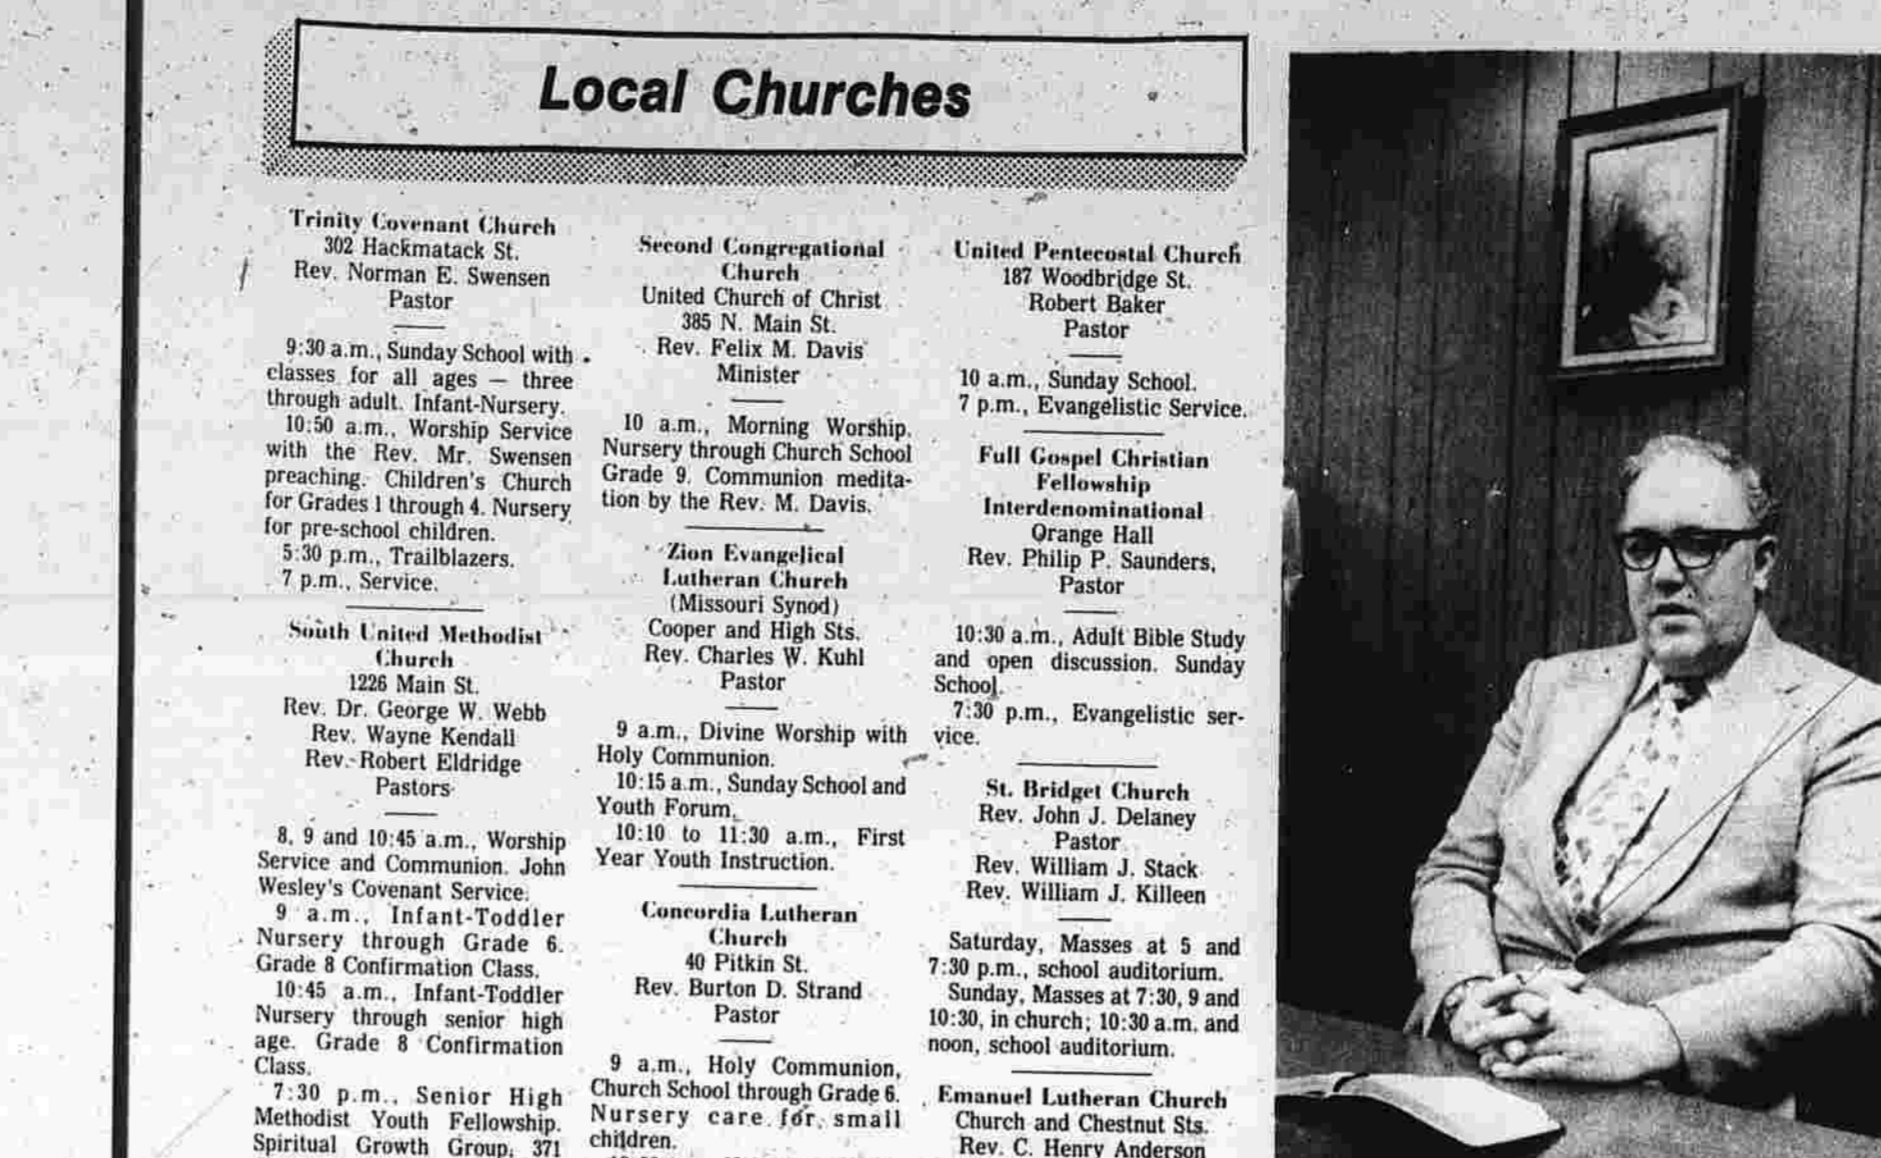 Local Churches
Trinity Covenant Church
302 Hackmatack St.
Rev. Norman E. Swensen
Pastor
9:30 a.m., Sunday School with
classes for all ages — three
through adult. Infant-Nursery.
10:50 a.m., Worship Service
with the Rev. Mr. Swensen
preaching. Children's Church
for Grades 1 through 4. Nursery
for pre-school children.
5:30 p.m., Trailblazers.
7 p.m., Service.
South United Methodist
Church
1226 Main St.
Rev. Dr. George W. Webb
Rev. Wayne Kendall
Rev. Robert Eldridge
Pastors
8, 9 and 10:45 a.m., Worship
Service and Communion. John
Wesley's Covenant Service.
9 a.m., Infant-Toddler
Nursery through Grade 6.
Grade 8 Confirmation Class.
10:45 a.m., Infant-Toddler
Nursery through senior high
age. Grade 8 Confirmation
Class.
7:30 p.m., Senior High
Methodist Youth Fellowship.
Spiritual Growth Group, 371
Second Congregational
Church
United Church of Christ
385 N. Main St.
Rev. Felix M. Davis
Minister
10 a.m., Morning Worship.
Nursery through Church School
Grade 9. Communion medita-
tion by the Rev. M. Davis.
Zion Evangelical
Lutheran Church
(Missouri Synod)
Cooper and High Sts.
Rev. Charles W. Kuhl
Pastor
9 a.m., Divine Worship with
Holy Communion.
10:15 a.m., Sunday School and
Youth Forum.
10:10 to 11:30 a.m., First
Year Youth Instruction.
Concordia Lutheran
Church
40 Pitkin St.
Rev. Burton D. Strand
Pastor
9 a.m., Holy Communion,
Church School through Grade 6.
Nursery care for small
children.
United Pentecostal Church
187 Woodbridge St.
Robert Baker
Pastor
10 a.m., Sunday School.
7 p.m., Evangelistic Service.
Full Gospel Christian
Fellowship
Interdenominational
Orange Hall
Rev. Philip P. Saunders,
Pastor
10:30 a.m., Adult Bible Study
and open discussion. Sunday
School.
7:30 p.m., Evangelistic ser-
vice.
St. Bridget Church
Rev. John J. Delaney
Pastor
Rev. William J. Stack
Rev. William J. Killeen
Saturday, Masses at 5 and
7:30 p.m., school auditorium.
Sunday, Masses at 7:30, 9 and
10:30, in church; 10:30 a.m. and
noon, school auditorium.
Emanuel Lutheran Church
Church and Chestnut Sts.
Rev. C. Henry Anderson